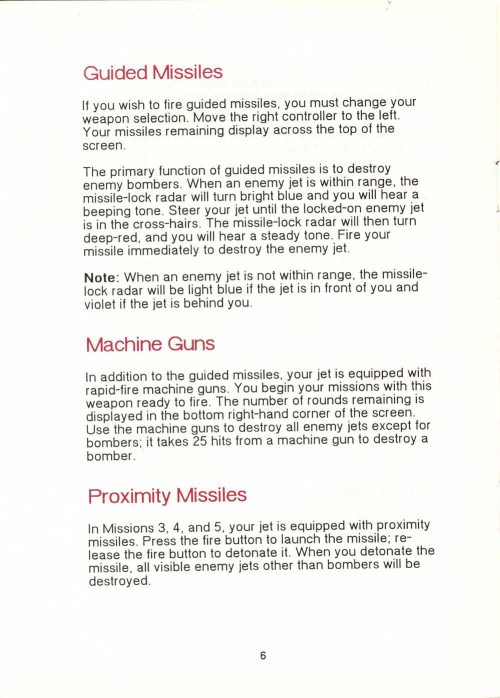 Guided Missiles
If you wish to fire guided missiles, you must change your
weapon selection. Move the right controller to the left.
Your missiles remaining display across the top of the
screen.
The primary function of guided missiles is to destroy
enemy bombers. When an enemy jet is within range, the
missile-lock radar will turn bright blue and you will hear a
beeping tone. Steer your jet until the locked-on enemy jet
is in the cross-hairs. The missile-lock radar will then turn
deep-red, and you will hear a steady tone. Fire your
missile immediately to destroy the enemy jet.
Note: When an enemy jet is not within range, the missile-
lock radar will be light blue if the jet is in front of you and
violet if the jet is behind you.
Machine Guns
In addition to the guided missiles, your jet is equipped with
rapid-fire machine guns. You begin your missions with this
weapon ready to fire. The number of rounds remaining is
displayed in the bottom right-hand corner of the screen.
Use the machine guns to destroy all enemy jets except for
bombers; it takes 25 hits from a machine gun to destroy a
bomber.
Proximity Missiles
In Missions 3, 4, and 5, your jet is equipped with proximity
missiles. Press the fire button to launch the missile; re-
lease the fire button to detonate it. When you detonate the
missile, all visible enemy jets other than bombers will be
destroyed.
6